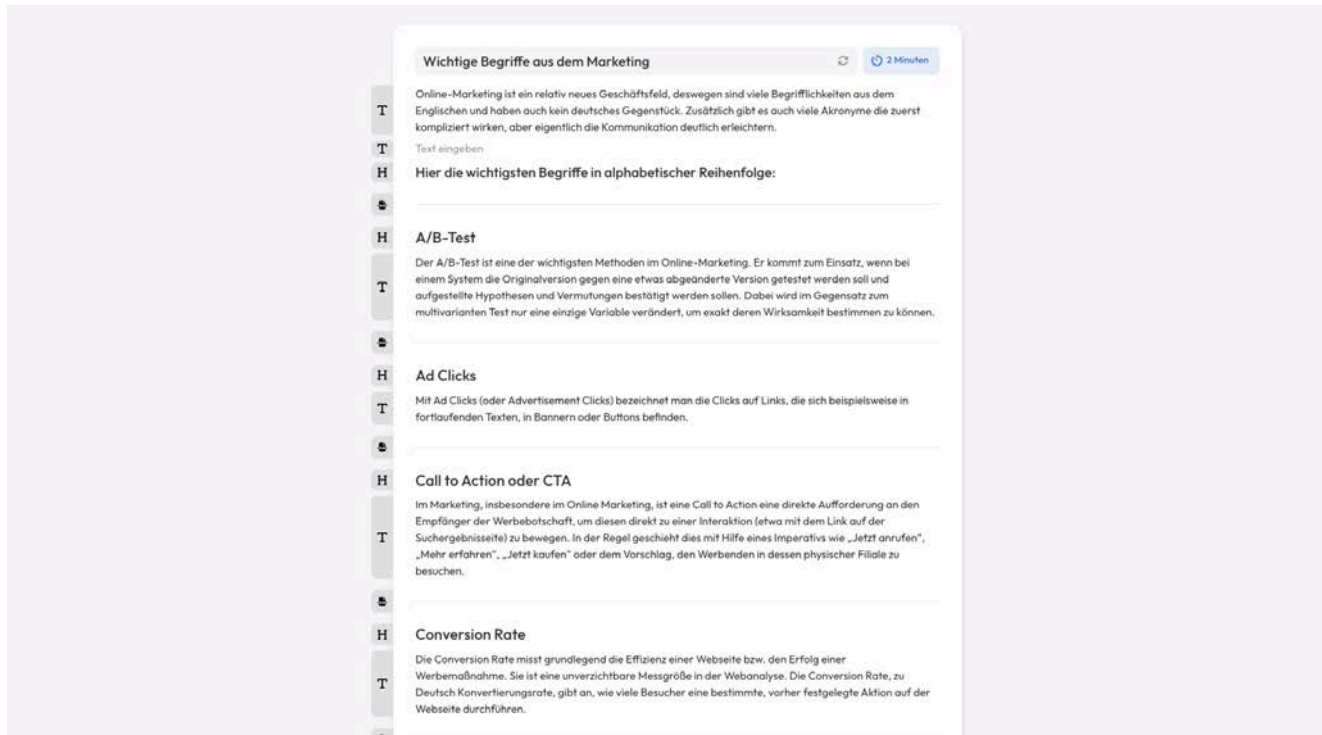 Wichtige Begriffe aus dem Marketing
2 Minuten
T
Online-Marketing ist ein relativ neues Geschäftsfeld, deswegen sind viele Begrifflichkeiten aus dem
Englischen und haben auch kein deutsches Gegenstück. Zusätzlich gibt es auch viele Akronyme die zuerst
kompliziert wirken, aber eigentlich die Kommunikation deutlich erleichtern.
T Text eingeben
H Hier die wichtigsten Begriffe in alphabetischer Reihenfolge:
H A/B-Test
T
Der A/B-Test ist eine der wichtigsten Methoden im Online-Marketing. Er kommt zum Einsatz, wenn bei
einem System die Originalversion gegen eine etwas abgeänderte Version getestet werden soll und
aufgestellte Hypothesen und Vermutungen bestätigt werden sollen. Dabei wird im Gegensatz zum
multivarianten Test nur eine einzige Variable verändert, um exakt deren Wirksamkeit bestimmen zu können.
H Ad Clicks
T
Mit Ad Clicks (oder Advertisement Clicks) bezeichnet man die Clicks auf Links, die sich beispielsweise in
fortlaufenden Texten, in Bannern oder Buttons befinden.
H Call to Action oder CTA
T
Im Marketing, insbesondere im Online Marketing, ist eine Call to Action eine direkte Aufforderung an den
Empfänger der Werbebotschaft, um diesen direkt zu einer Interaktion (etwa mit dem Link auf der
Suchergebnisseite) zu bewegen. In der Regel geschieht dies mit Hilfe eines Imperativs wie „Jetzt anrufen“,
„Mehr erfahren“, „Jetzt kaufen“ oder dem Vorschlag, den Werbenden in dessen physischer Filiale zu
besuchen.
H Conversion Rate
T
Die Conversion Rate misst grundlegend die Effizienz einer Webseite bzw. den Erfolg einer
Werbemaßnahme. Sie ist eine unverzichtbare Messgröße in der Webanalyse. Die Conversion Rate, zu
Deutsch Konvertierungsrate, gibt an, wie viele Besucher eine bestimmte, vorher festgelegte Aktion auf der
Webseite durchführen.